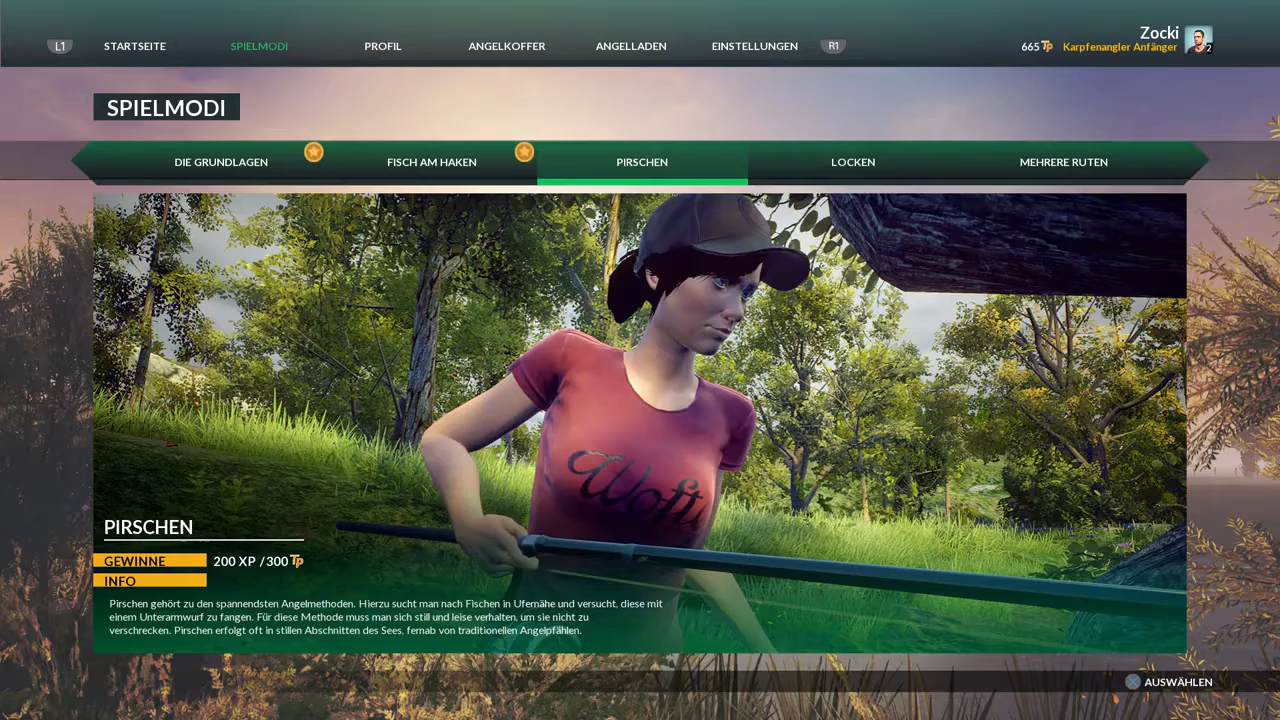 L1
STARTSEITE
SPIELMODI
PROFIL
ANGELKOFFER
ANGELLADEN
EINSTELLUNGEN
R1
665 Tp
Zocki
Karpfenangler Anfänger
2
SPIELMODI
DIE GRUNDLAGEN
FISCH AM HAKEN
PIRSCHEN
LOCKEN
MEHRERE RUTEN
Wofte
PIRSCHEN
GEWINNE 200 XP / 300 Tp
INFO
Pirschen gehört zu den spannendsten Angelmethoden. Hierzu sucht man nach Fischen in Ufernähe und versucht, diese mit
einem Unterarmwurf zu fangen. Für diese Methode muss man sich still und leise verhalten, um sie nicht zu
verschrecken. Pirschen erfolgt oft in stillen Abschnitten des Sees, fernab von traditionellen Angelpfählen.
AUSWÄHLEN